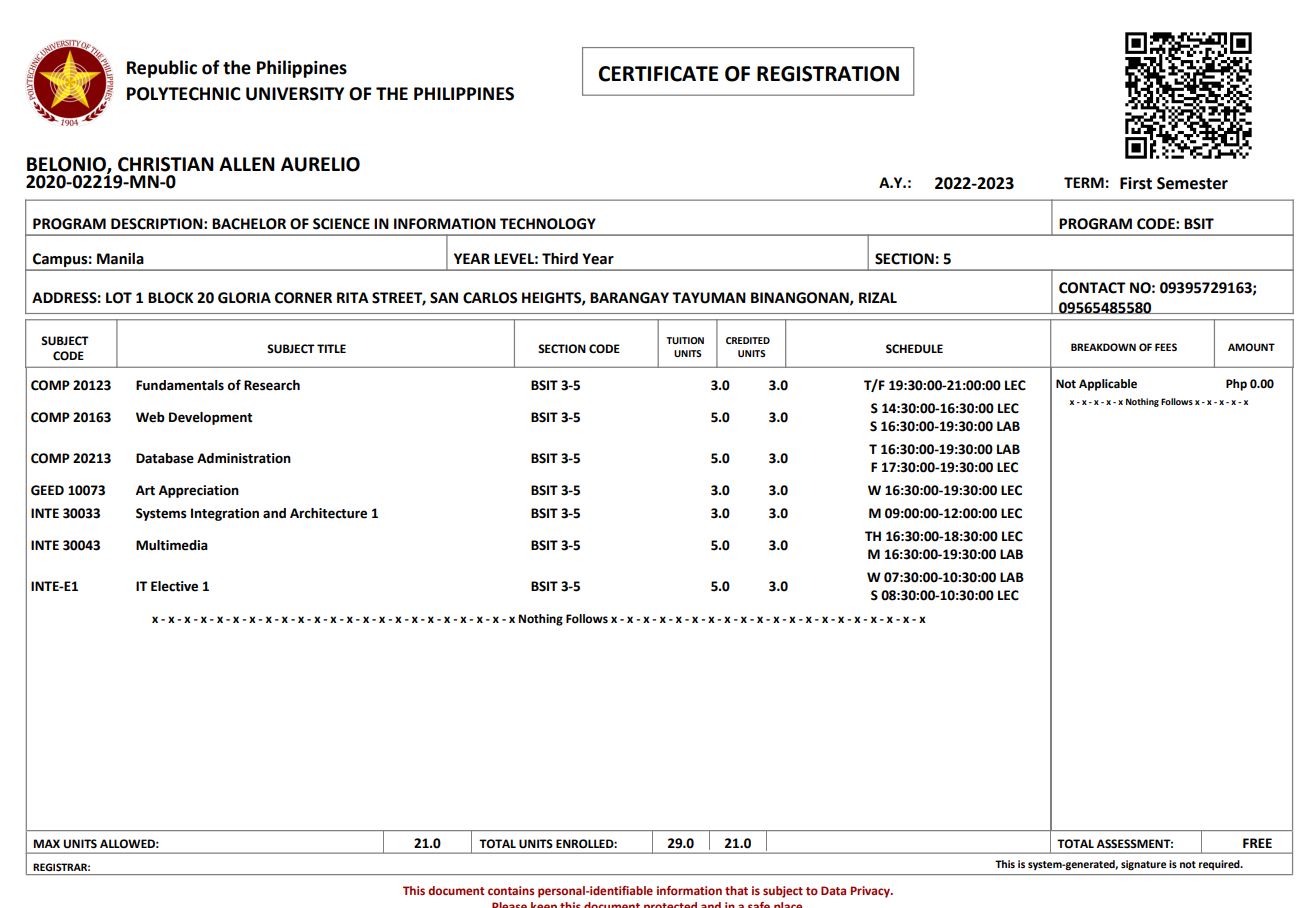 POLYTECHNIC UNIVERSITY OF THE PHILIPPINES
1904
Republic of the Philippines
POLYTECHNIC UNIVERSITY OF THE PHILIPPINES
CERTIFICATE OF REGISTRATION
BELONIO, CHRISTIAN ALLEN AURELIO
2020-02219-MN-0
A.Y.: 2022-2023 TERM: First Semester
PROGRAM DESCRIPTION: BACHELOR OF SCIENCE IN INFORMATION TECHNOLOGY PROGRAM CODE: BSIT
Campus: Manila YEAR LEVEL: Third Year SECTION: 5
ADDRESS: LOT 1 BLOCK 20 GLORIA CORNER RITA STREET, SAN CARLOS HEIGHTS, BARANGAY TAYUMAN BINANGONAN, RIZAL
CONTACT NO: 09395729163;
09565485580
SUBJECT CODE SUBJECT TITLE SECTION CODE TUITION UNITS CREDITED UNITS SCHEDULE BREAKDOWN OF FEES AMOUNT
COMP 20123 Fundamentals of Research BSIT 3-5 3.0 3.0 T/F 19:30:00-21:00:00 LEC
Not Applicable Php 0.00
x - x - x - x - x Nothing Follows x - x - x - x - x
COMP 20163 Web Development BSIT 3-5 5.0 3.0 S 14:30:00-16:30:00 LEC
S 16:30:00-19:30:00 LAB
COMP 20213 Database Administration BSIT 3-5 5.0 3.0 T 16:30:00-19:30:00 LAB
F 17:30:00-19:30:00 LEC
GEED 10073 Art Appreciation BSIT 3-5 3.0 3.0 W 16:30:00-19:30:00 LEC
INTE 30033 Systems Integration and Architecture 1 BSIT 3-5 3.0 3.0 M 09:00:00-12:00:00 LEC
INTE 30043 Multimedia BSIT 3-5 5.0 3.0 TH 16:30:00-18:30:00 LEC
M 16:30:00-19:30:00 LAB
INTE-E1 IT Elective 1 BSIT 3-5 5.0 3.0 W 07:30:00-10:30:00 LAB
S 08:30:00-10:30:00 LEC
x - x - x - x - x - x - x - x - x - x - x - x - x - x - x - x - x - x - x - x - x - x - x Nothing Follows x - x - x - x - x - x - x - x - x - x - x - x - x - x - x - x - x - x - x - x
MAX UNITS ALLOWED: 21.0 TOTAL UNITS ENROLLED: 29.0 21.0 TOTAL ASSESSMENT: FREE
REGISTRAR: This is system-generated, signature is not required.
This document contains personal-identifiable information that is subject to Data Privacy.
Please keep this document protected and in a safe place.